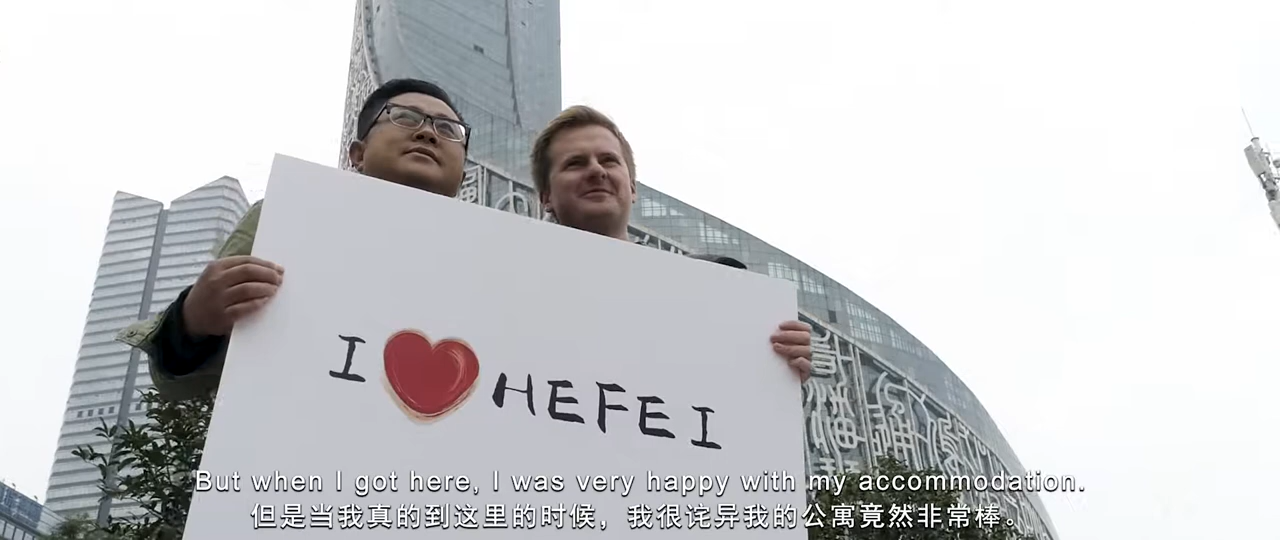 I HEFEI
But when I got here, I was very happy with my accommodation.
但是当我真的到这里的时候，我很诧异我的公寓竟然非常棒。